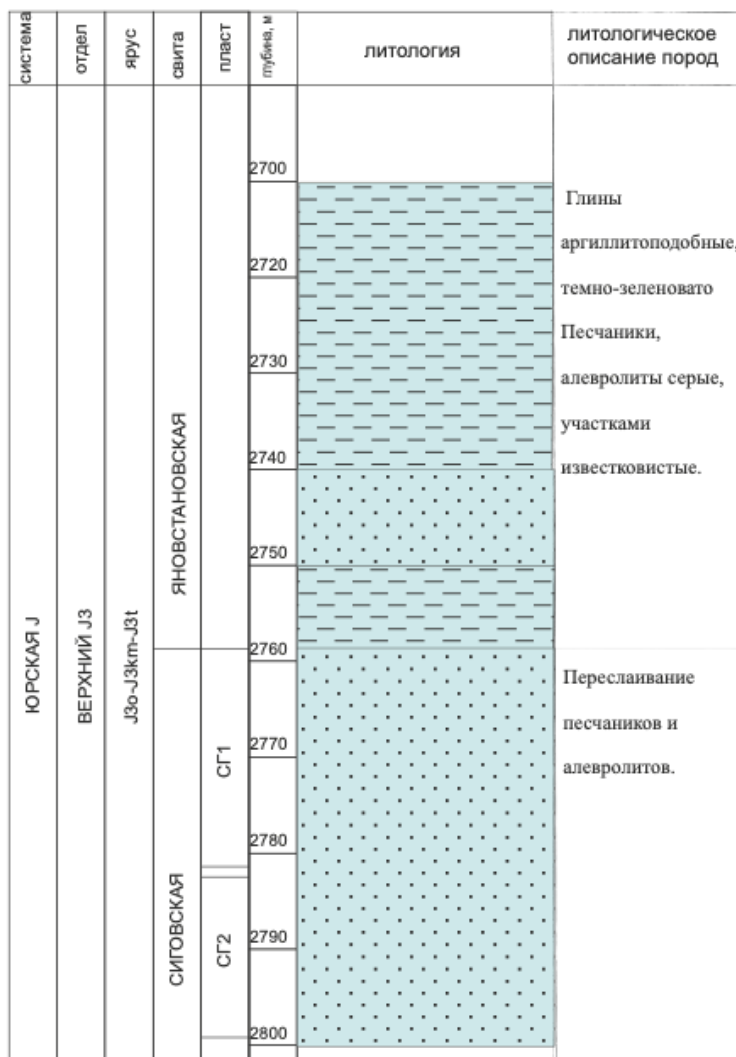 система
отдел
ярус
свита
пласт
глубина, м
литология
литологическое
описание пород
2700
2720
2730
2740
2750
2760
2770
2780
2790
2800
ЮРСКАЯ J
ВЕРХНИЙ J3
J3o-J3km-J3t
ЯНОВСТАНОВСКАЯ
СИГОВСКАЯ
СГ1
СГ2
Глины
аргиллитоподобные,
темно-зеленовато
Песчаники,
алевролиты серые,
участками
известковистые.
Переслаивание
песчаников и
алевролитов.